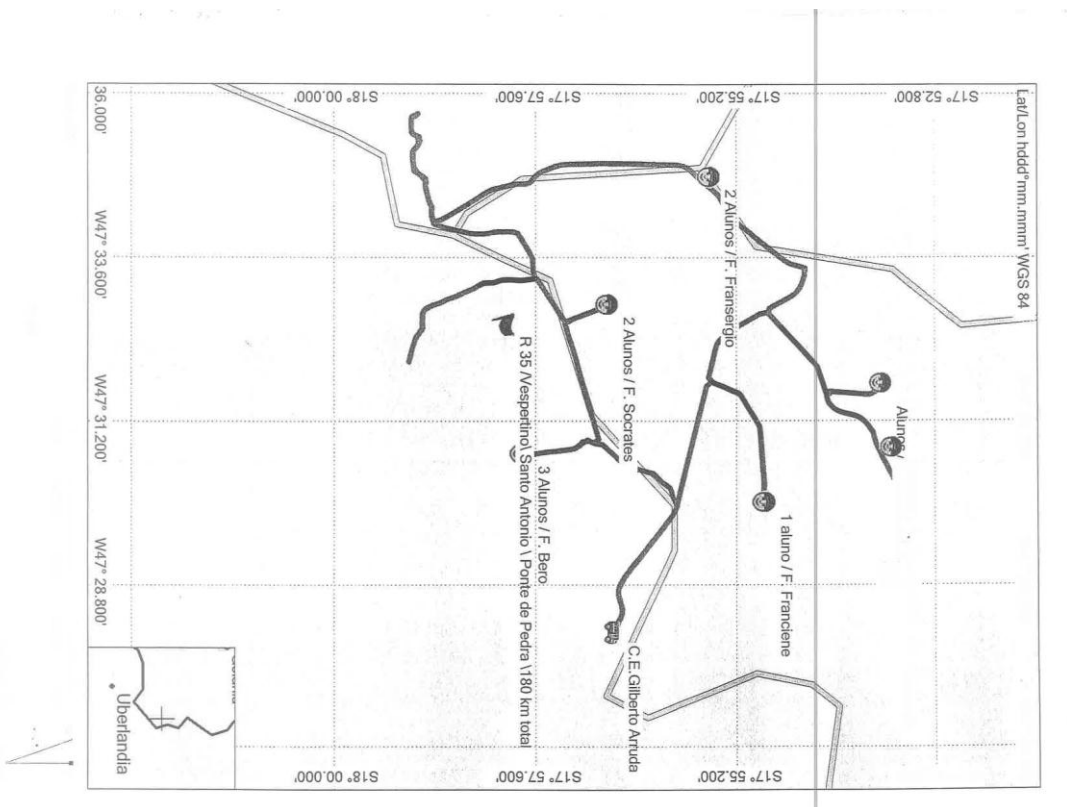 Lat/Lon hddd°mm.mmm' WGS 84
S17° 52.800'
S17° 55.200'
S17° 57.600'
S18° 00.000'
36.000'
W47° 33.600'
W47° 31.200'
W47° 28.800'
2 Alunos / F. Fransergio
Alunos /
1 aluno / F. Franciene
2 Alunos / F. Socrates
3 Alunos / F. Bero
R 35 /Vespertino\ Santo Antonio \ Ponte de Pedra \180 km total
C.E.Gilberto Arruda
S17° 55.200'
S17° 57.600'
S18° 00.000'
Uberlandia